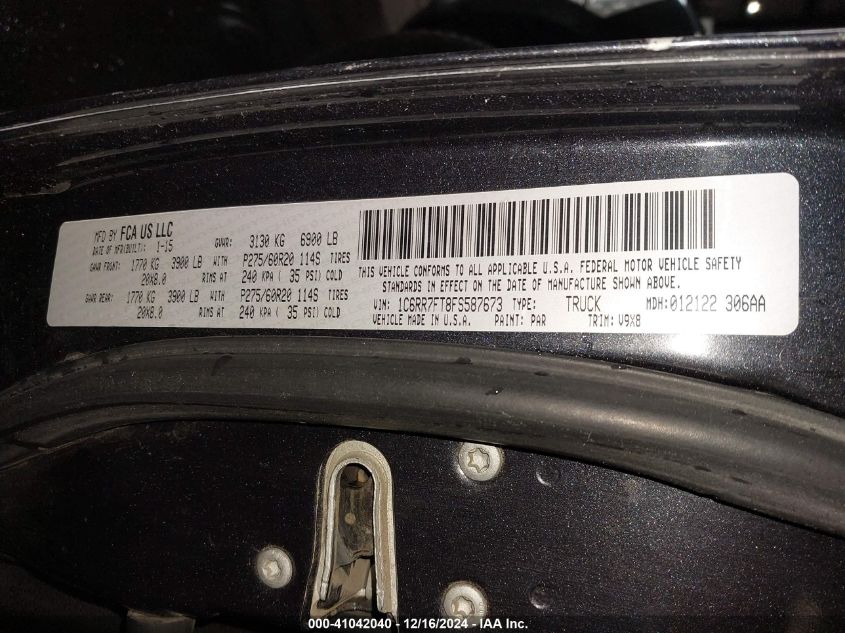 MFD BY FCA US LLC
DATE OF MFR(BUILT): 1-15 GVWR: 3130 KG 6900 LB
GAWR FRONT: 1770 KG 3900 LB WITH P275/60R20 114S TIRES
20X8.0 RIMS AT 240 KPA ( 35 PSI) COLD
GAWR REAR: 1770 KG 3900 LB WITH P275/60R20 114S TIRES
20X8.0 RIMS AT 240 KPA ( 35 PSI) COLD
THIS VEHICLE CONFORMS TO ALL APPLICABLE U.S.A. FEDERAL MOTOR VEHICLE SAFETY
STANDARDS IN EFFECT ON THE DATE OF MANUFACTURE SHOWN ABOVE.
VIN: 1C6RR7FT8FS587673 TYPE: TRUCK MDH:012122 306AA
VEHICLE MADE IN U.S.A. PAINT: PAR TRIM: V9X8
000-41042040 - 12/16/2024 - IAA Inc.